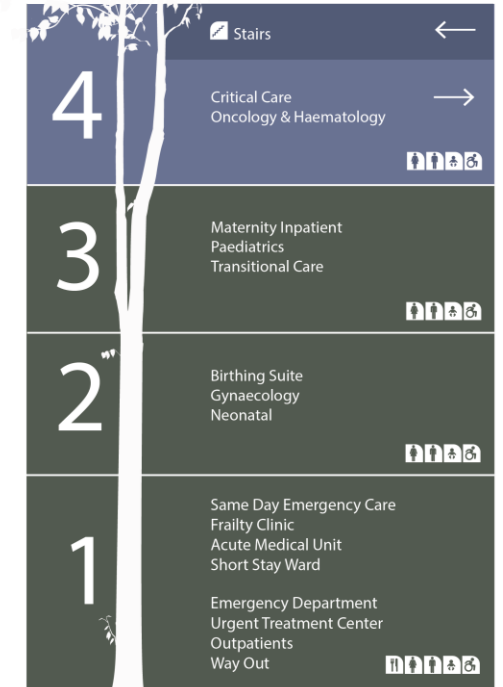 Stairs
4
Critical Care
Oncology & Haematology
3
Maternity Inpatient
Paediatrics
Transitional Care
2
Birthing Suite
Gynaecology
Neonatal
1
Same Day Emergency Care
Frailty Clinic
Acute Medical Unit
Short Stay Ward
Emergency Department
Urgent Treatment Center
Outpatients
Way Out